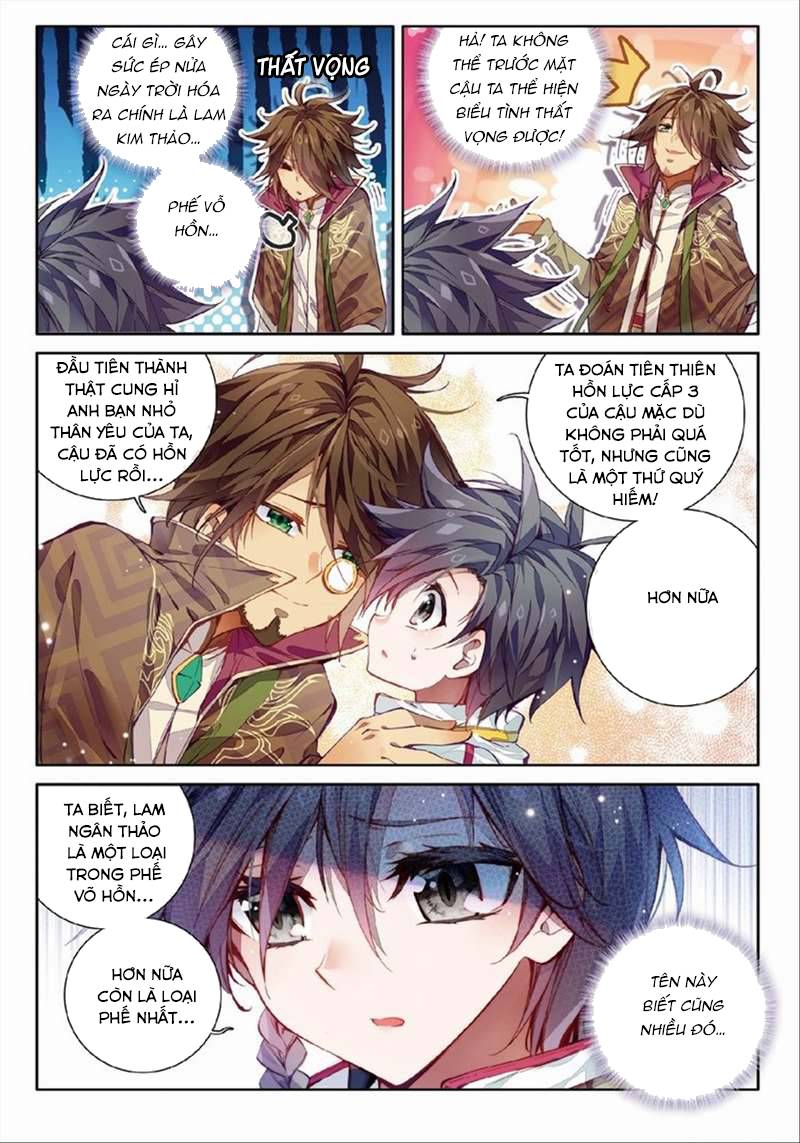 CÁI GÌ... GÂY
SỨC ÉP NỬA
NGÀY TRỜI HÓA
RA CHÍNH LÀ LAM
KIM THẢO...
THẤT VỌNG
PHẾ VỖ
HỒN...
HẢ! TA KHÔNG
THỂ TRƯỚC MẶT
CẬU TA THỂ HIỆN
BIỂU TÌNH THẤT
VỌNG ĐƯỢC!
ĐẦU TIÊN THÀNH
THẬT CUNG HỈ
ANH BẠN NHỎ
THÂN YÊU CỦA TA,
CẬU ĐÃ CÓ HỒN
LỰC RỒI...
TA ĐOÁN TIÊN THIÊN
HỒN LỰC CẤP 3
CỦA CẬU MẶC DÙ
KHÔNG PHẢI QUÁ
TỐT, NHƯNG CŨNG
LÀ MỘT THỨ QUÝ
HIẾM!
HƠN NỮA
TA BIẾT, LAM
NGÂN THẢO
LÀ MỘT LOẠI
TRONG PHẾ
VÕ HỒN...
HƠN NỮA
CÒN LÀ LOẠI
PHẾ NHẤT...
TÊN NÀY
BIẾT CŨNG
NHIỀU ĐÓ...